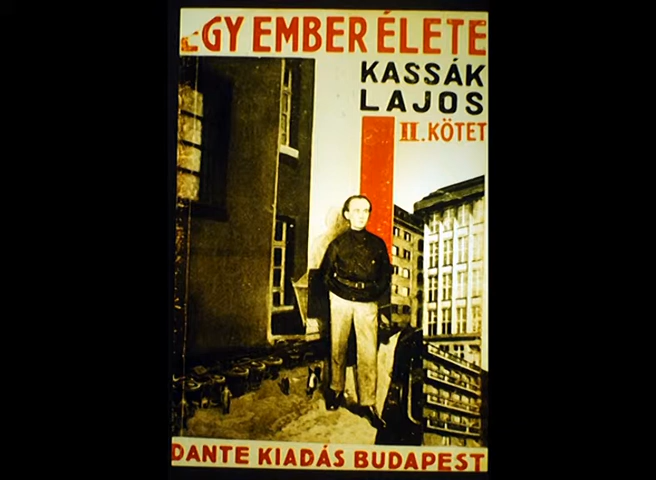 EGY EMBER ÉLETE
KASSÁK
LAJOS
II. KÖTET
DANTE KIADÁS BUDAPEST